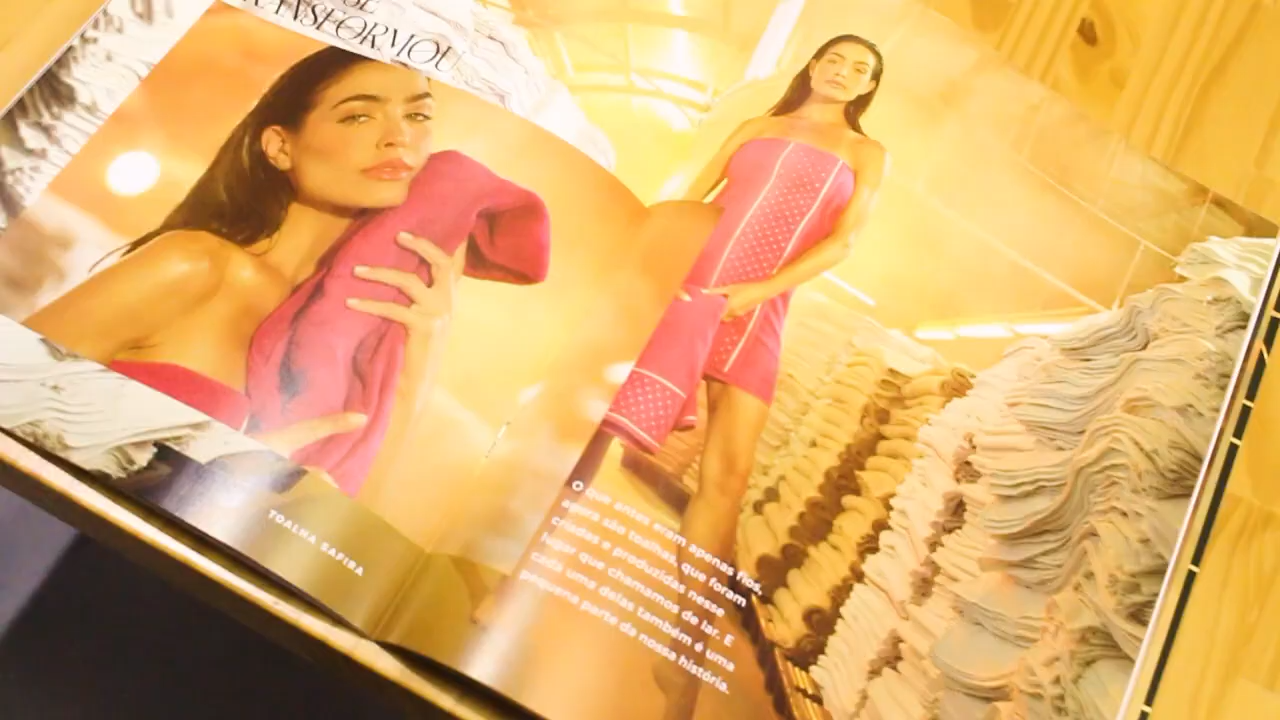 SE
TRANSFORMOU
TOALHA SAFIRA
O que antes eram apenas fios,
agora são toalhas, que foram
criadas e produzidas nesse
lugar que chamamos de lar. E
cada uma delas também é uma
pequena parte da nossa história.